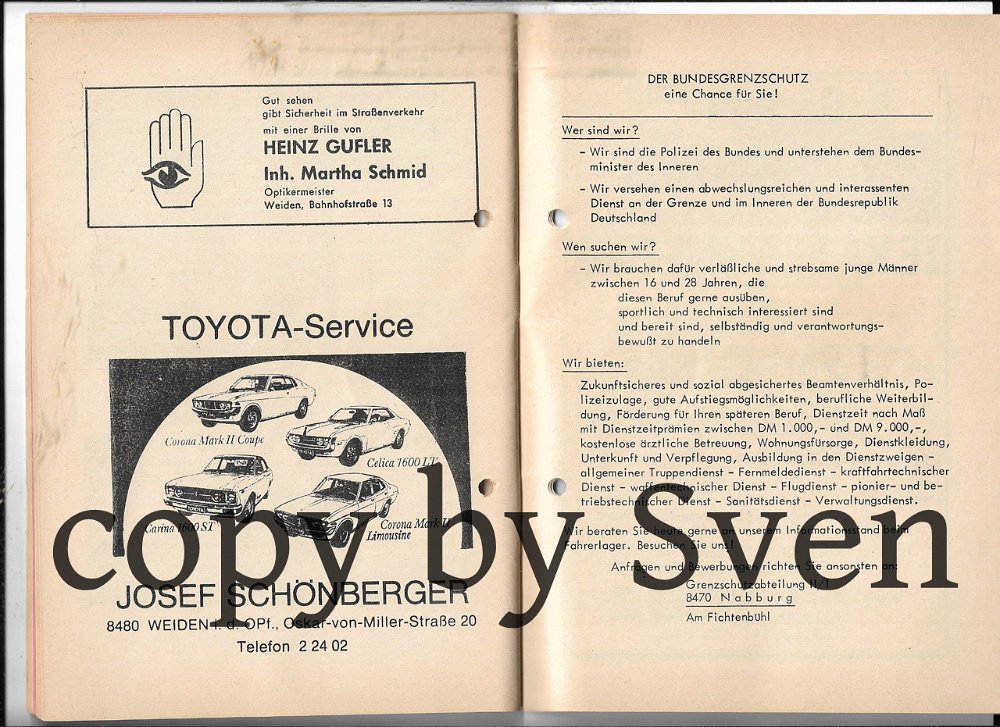 Gut sehen
gibt Sicherheit im Straßenverkehr
mit einer Brille von
HEINZ GUFLER
Inh. Martha Schmid
Optikermeister
Weiden, Bahnhofstraße 13
TOYOTA-Service
Corona Mark II Coupe
Celica 1600 LT
Carina 1600 ST
Corona Mark II
Limousine
JOSEF SCHÖNBERGER
8480 WEIDEN i. d. OPf., Oskar-von-Miller-Straße 20
Telefon 2 24 02
DER BUNDESGRENZSCHUTZ
eine Chance für Sie!
Wer sind wir?
- Wir sind die Polizei des Bundes und unterstehen dem Bundes-
minister des Inneren
- Wir versehen einen abwechslungsreichen und interassenten
Dienst an der Grenze und im Inneren der Bundesrepublik
Deutschland
Wen suchen wir?
- Wir brauchen dafür verläßliche und strebsame junge Männer
zwischen 16 und 28 Jahren, die
diesen Beruf gerne ausüben,
sportlich und technisch interessiert sind
und bereit sind, selbständig und verantwortungs-
bewußt zu handeln
Wir bieten:
Zukunftsicheres und sozial abgesichertes Beamtenverhältnis, Po-
lizeizulage, gute Aufstiegsmöglichkeiten, berufliche Weiterbil-
dung, Förderung für Ihren späteren Beruf, Dienstzeit nach Maß
mit Dienstzeitprämien zwischen DM 1.000,- und DM 9.000,-,
kostenlose ärztliche Betreuung, Wohnungsfürsorge, Dienstkleidung,
Unterkunft und Verpflegung, Ausbildung in den Dienstzweigen -
allgemeiner Truppendienst - Fernmeldedienst - kraftfahrtechnischer
Dienst - waffentechnischer Dienst - Flugdienst - pionier- und be-
triebstechnischer Dienst - Sanitätsdienst - Verwaltungsdienst.
Wir beraten Sie heute gerne an unserem Informationsstand beim
Fahrerlager. Besuchen Sie uns!
Anfragen und Bewerbungen richten Sie ansonsten an:
Grenzschutzabteilung II/1
8470 Nabburg
Am Fichtenbühl
copy by Sven